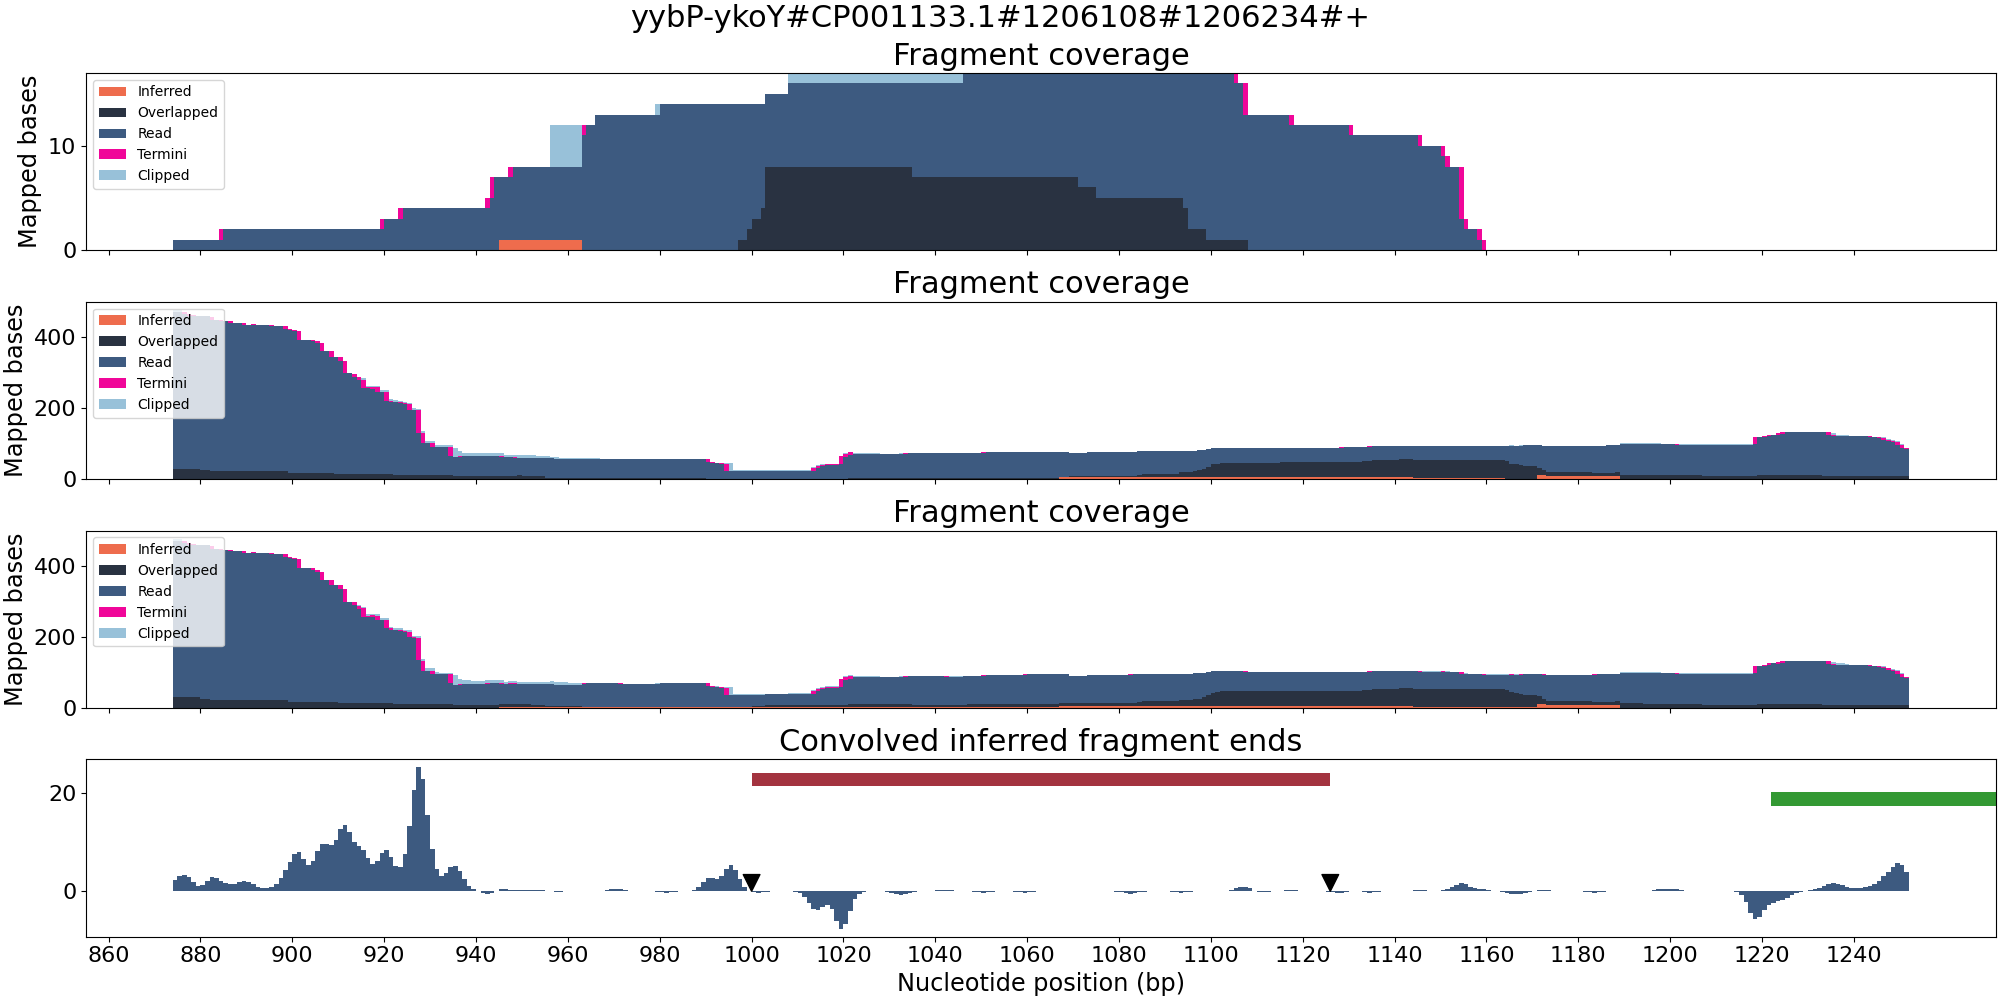 yybP-ykoY#CP001133.1#1206108#1206234#+
Fragment coverage
Mapped bases
10
0
Inferred
Overlapped
Read
Termini
Clipped
Fragment coverage
Mapped bases
400
200
0
Inferred
Overlapped
Read
Termini
Clipped
Fragment coverage
Mapped bases
400
200
0
Inferred
Overlapped
Read
Termini
Clipped
Convolved inferred fragment ends
20
0
860 880 900 920 940 960 980 1000 1020 1040 1060 1080 1100 1120 1140 1160 1180 1200 1220 1240
Nucleotide position (bp)